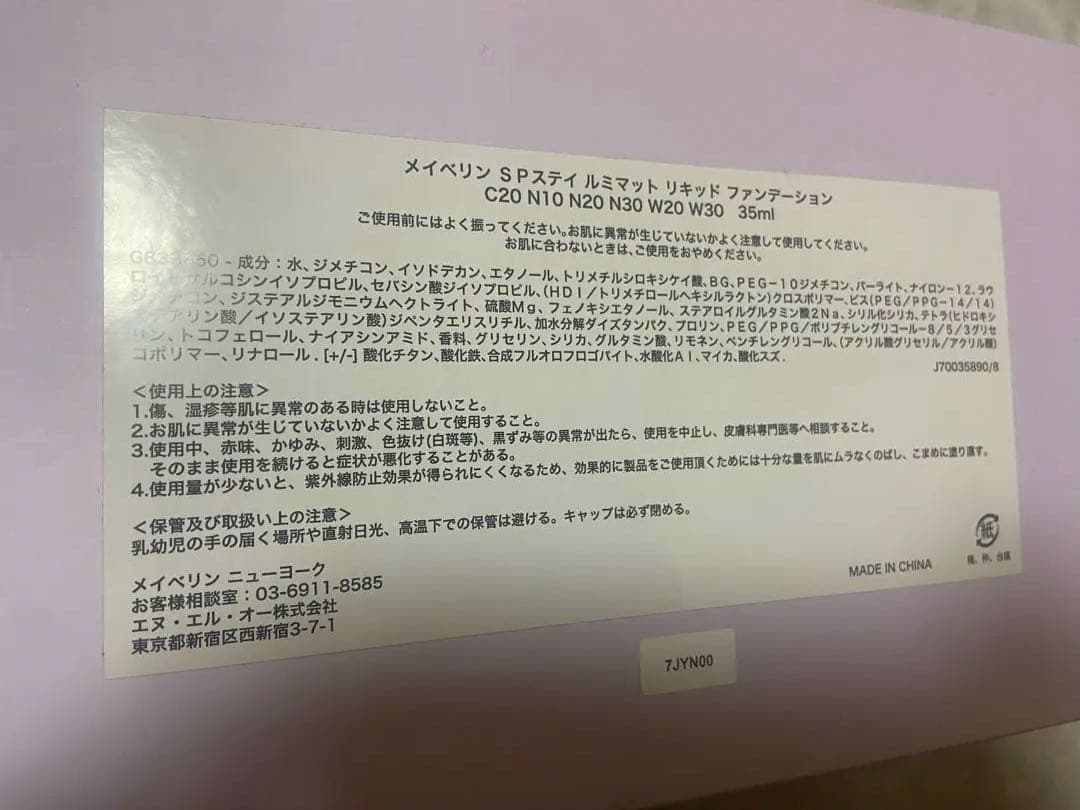 メイベリン SPステイ ルミマット リキッド ファンデーション
C20 N10 N20 N30 W20 W30 35ml
ご使用前にはよく振ってください。お肌に異常が生じていないかよく注意して使用してください。
お肌に合わないときは、ご使用をおやめください。
- 成分：水、ジメチコン、イソドデカン、エタノール、トリメチルシロキシケイ酸、BG、PEG-10ジメチコン、パーライト、ナイロン-12、ラウ
ロイルサルコシンイソプロピル、セバシン酸ジイソプロピル、(HDI/トリメチロールヘキシルラクトン)クロスポリマー、ビス(PEG/PPG-14/14)
ジメチコン、ジステアルジモニウムヘクトライト、硫酸Mg、フェノキシエタノール、ステアロイルグルタミン酸2Na、シリル化シリカ、テトラ(ヒドロキシ
ステアリン酸/イソステアリン酸)ジペンタエリスリチル、加水分解ダイズタンパク、プロリン、PEG/PPG/ポリブチレングリコール-8/5/3グリセ
リン、トコフェロール、ナイアシンアミド、香料、グリセリン、シリカ、グルタミン酸、リモネン、ペンチレングリコール、(アクリル酸グリセリル/アクリル酸)
コポリマー、リナロール. [+/-] 酸化チタン、酸化鉄、合成フルオロフロゴパイト、水酸化Al、マイカ、酸化スズ.
J70035890/8
＜使用上の注意＞
1.傷、湿疹等肌に異常のある時は使用しないこと。
2.お肌に異常が生じていないかよく注意して使用すること。
3.使用中、赤味、かゆみ、刺激、色抜け(白斑等)、黒ずみ等の異常が出たら、使用を中止し、皮膚科専門医等へ相談すること。
そのまま使用を続けると症状が悪化することがある。
4.使用量が少ないと、紫外線防止効果が得られにくくなるため、効果的に製品をご使用頂くためには十分な量を肌にムラなくのばし、こまめに塗り直す。
＜保管及び取扱い上の注意＞
乳幼児の手の届く場所や直射日光、高温下での保管は避ける。キャップは必ず閉める。
紙
箱、仲、台座
MADE IN CHINA
メイベリン ニューヨーク
お客様相談室：03-6911-8585
エヌ・エル・オー株式会社
東京都新宿区西新宿3-7-1
7JYN00